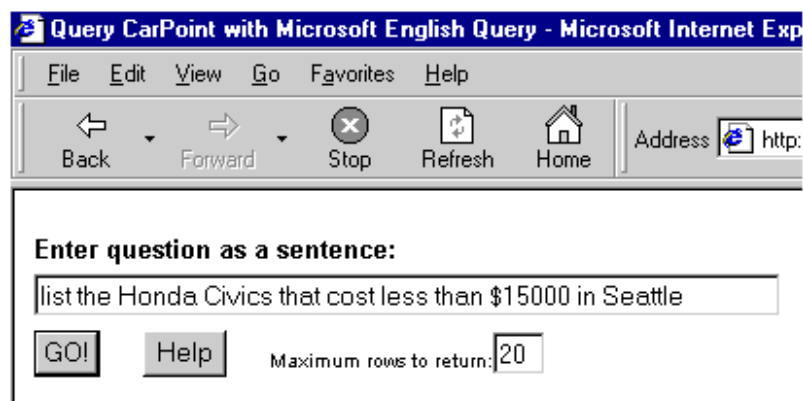 Query CarPoint with Microsoft English Query - Microsoft Internet Exp
File Edit View Go Favorites Help
Back Forward Stop Refresh Home Address http:
Enter question as a sentence:
list the Honda Civics that cost less than $15000 in Seattle
GO! Help Maximum rows to return: 20